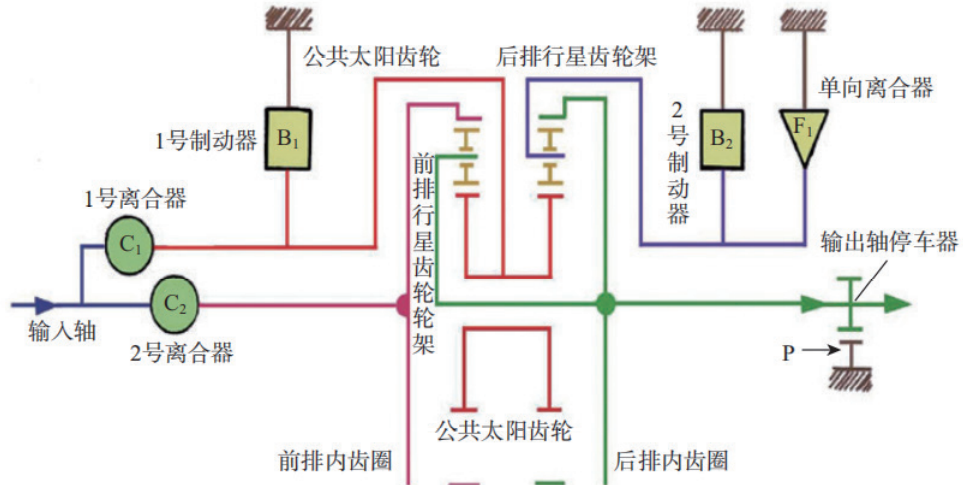 公共太阳齿轮
后排行星齿轮架
单向离合器
1号制动器
B1
2号制动器
B2
F1
前排行星齿轮轮架
1号离合器
C1
C2
输入轴
2号离合器
输出轴停车器
P
公共太阳齿轮
前排内齿圈
后排内齿圈